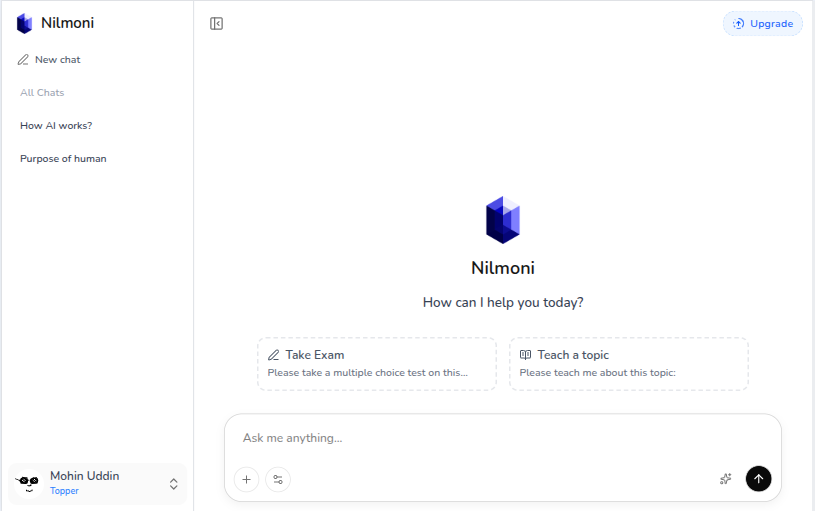 Nilmoni
New chat
All Chats
How AI works?
Purpose of human
Mohin Uddin
Topper
Upgrade
Nilmoni
How can I help you today?
Take Exam
Please take a multiple choice test on this...
Teach a topic
Please teach me about this topic:
Ask me anything...